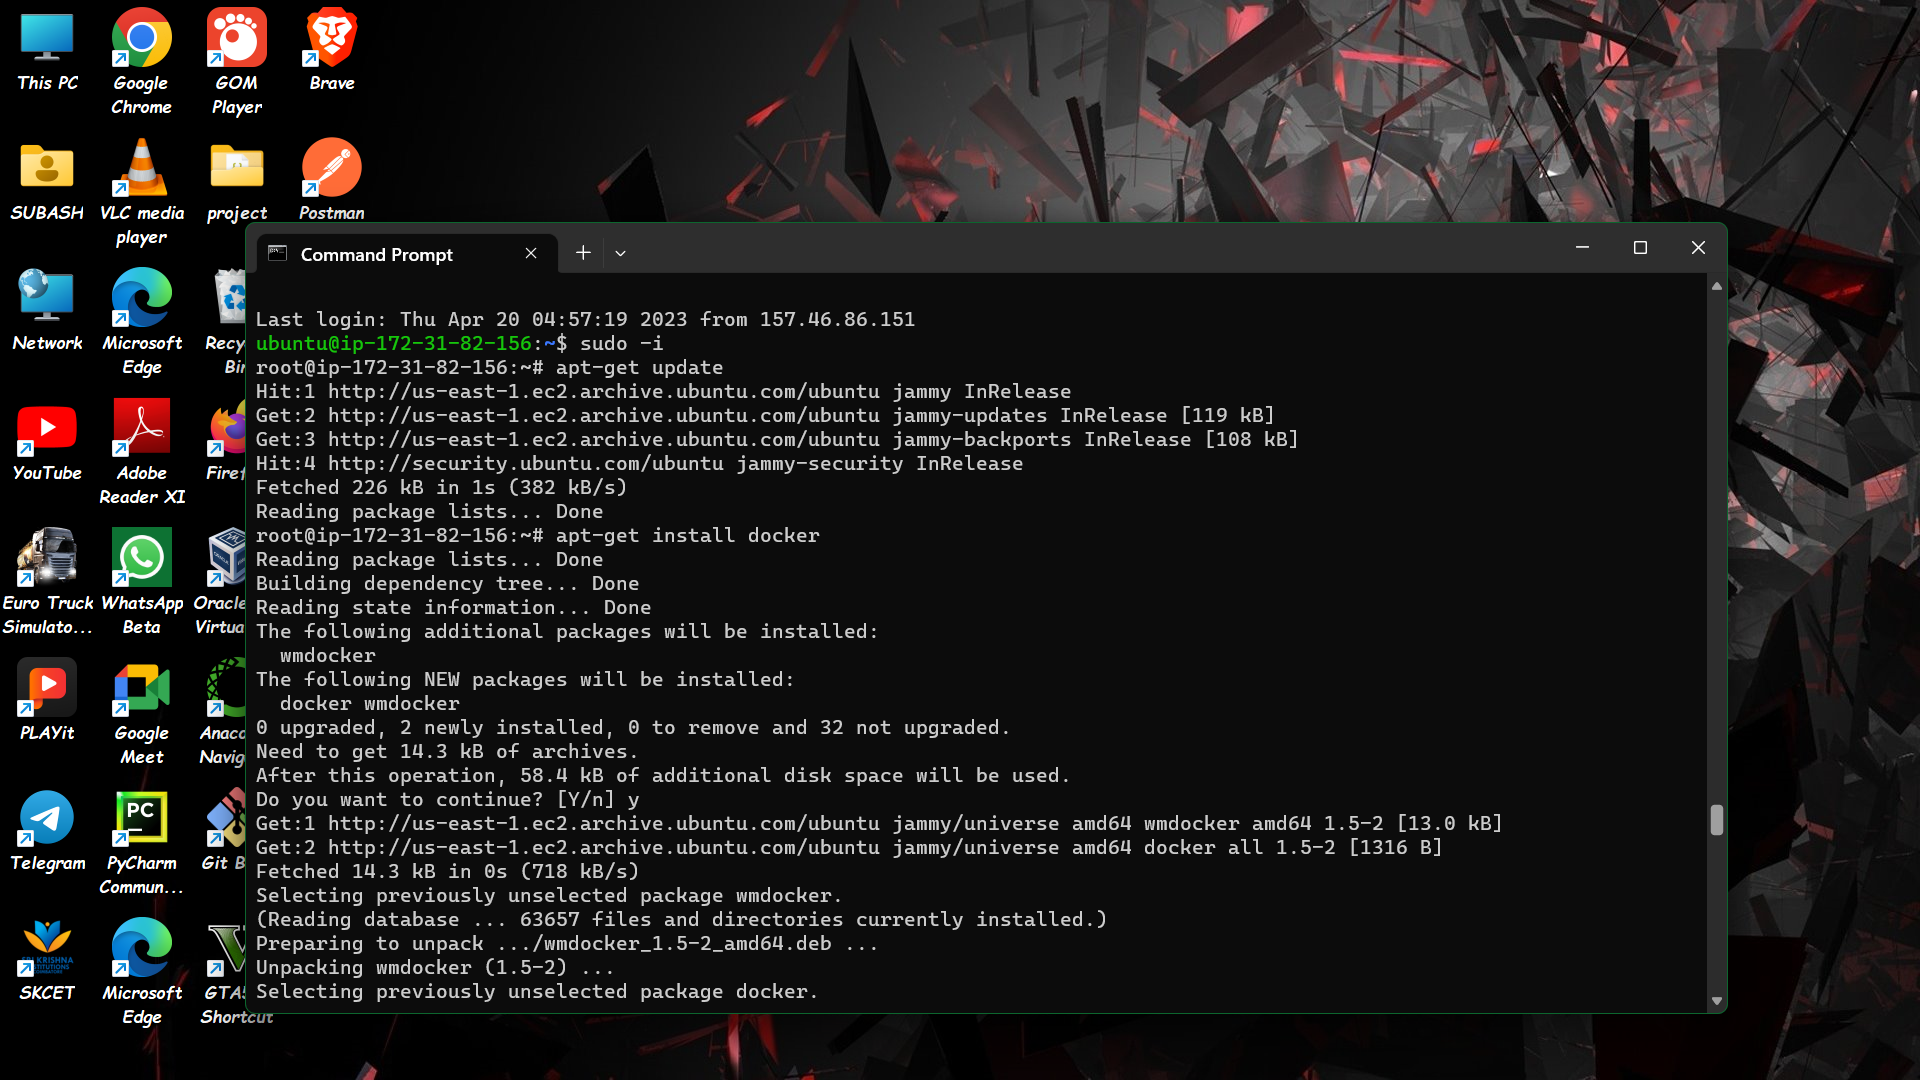 This PC
Google
Chrome
GOM
Player
Brave
SUBASH
VLC media
player
project
Postman
Network
Microsoft
Edge
Recy
Bi
YouTube
Adobe
Reader XI
Firef
Euro Truck
Simulato...
WhatsApp
Beta
Oracle
Virtua
PLAYit
Google
Meet
Anaco
Navig
Telegram
PC
PyCharm
Commun...
Git B
SKCET
Microsoft
Edge
GTA5
Shortcut
Command Prompt
Last login: Thu Apr 20 04:57:19 2023 from 157.46.86.151
ubuntu@ip-172-31-82-156:~$ sudo -i
root@ip-172-31-82-156:~# apt-get update
Hit:1 http://us-east-1.ec2.archive.ubuntu.com/ubuntu jammy InRelease
Get:2 http://us-east-1.ec2.archive.ubuntu.com/ubuntu jammy-updates InRelease [119 kB]
Get:3 http://us-east-1.ec2.archive.ubuntu.com/ubuntu jammy-backports InRelease [108 kB]
Hit:4 http://security.ubuntu.com/ubuntu jammy-security InRelease
Fetched 226 kB in 1s (382 kB/s)
Reading package lists... Done
root@ip-172-31-82-156:~# apt-get install docker
Reading package lists... Done
Building dependency tree... Done
Reading state information... Done
The following additional packages will be installed:
  wmdocker
The following NEW packages will be installed:
  docker wmdocker
0 upgraded, 2 newly installed, 0 to remove and 32 not upgraded.
Need to get 14.3 kB of archives.
After this operation, 58.4 kB of additional disk space will be used.
Do you want to continue? [Y/n] y
Get:1 http://us-east-1.ec2.archive.ubuntu.com/ubuntu jammy/universe amd64 wmdocker amd64 1.5-2 [13.0 kB]
Get:2 http://us-east-1.ec2.archive.ubuntu.com/ubuntu jammy/universe amd64 docker all 1.5-2 [1316 B]
Fetched 14.3 kB in 0s (718 kB/s)
Selecting previously unselected package wmdocker.
(Reading database ... 63657 files and directories currently installed.)
Preparing to unpack .../wmdocker_1.5-2_amd64.deb ...
Unpacking wmdocker (1.5-2) ...
Selecting previously unselected package docker.